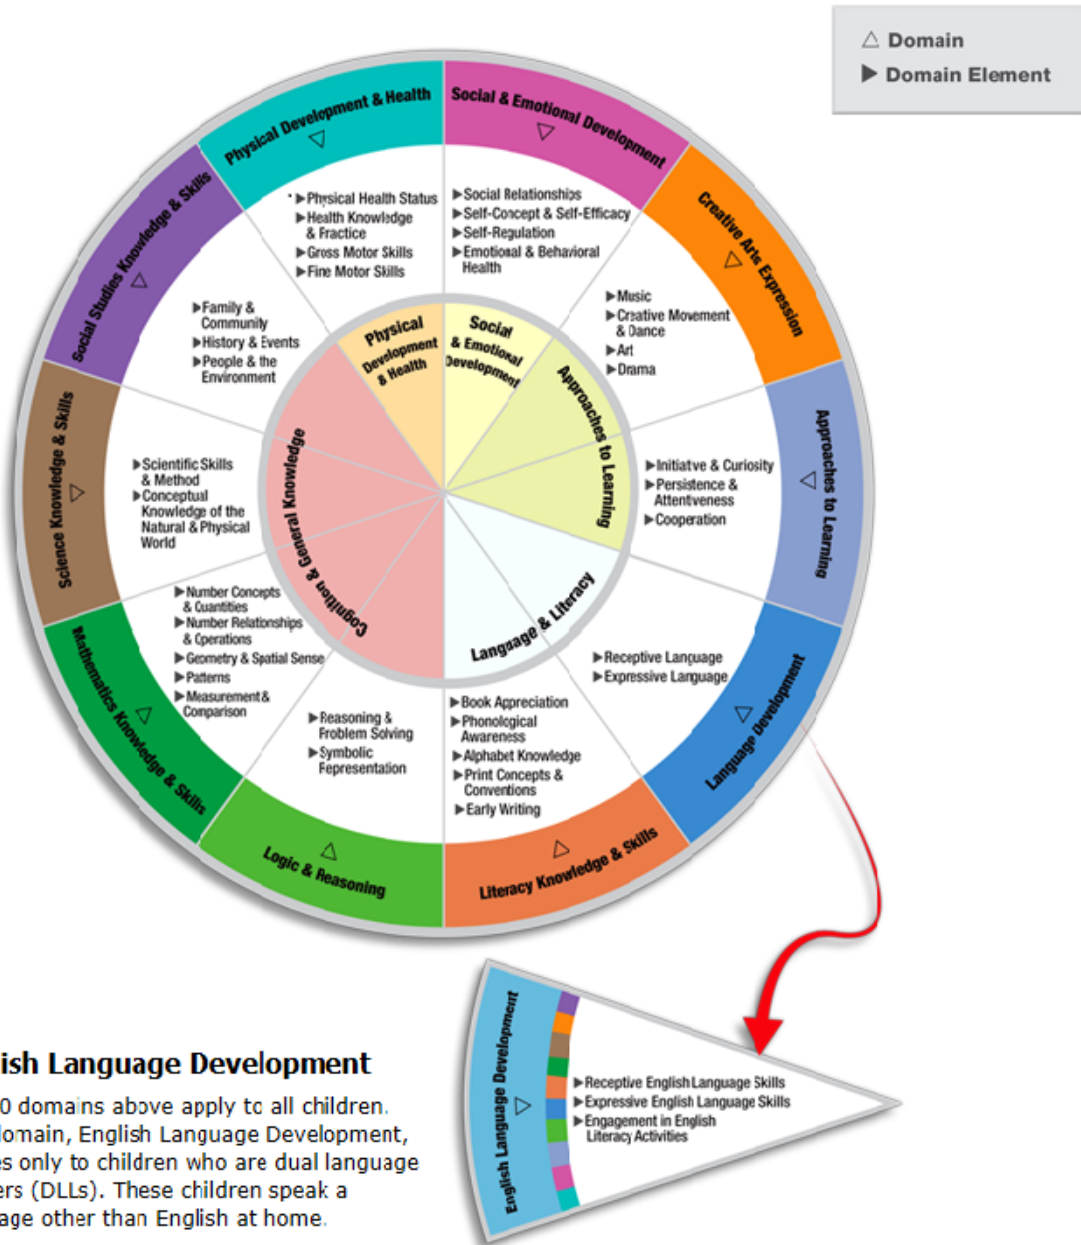 △ Domain
▶ Domain Element
Physical Development & Health
Social & Emotional Development
Creative Arts Expression
Approaches to Learning
Language Development
Literacy Knowledge & Skills
Logic & Reasoning
Mathematics Knowledge & Skills
Science Knowledge & Skills
Social Studies Knowledge & Skills
▶Physical Health Status
▶Health Knowledge
& Practice
▶Gross Motor Skills
▶Fine Motor Skills
▶Social Relationships
▶Self-Concept & Self-Efficacy
▶Self-Regulation
▶Emotional & Behavioral
Health
▶Music
▶Creative Movement
& Dance
▶Art
▶Drama
▶Initiative & Curiosity
▶Persistence &
Attentiveness
▶Cooperation
▶Receptive Language
▶Expressive Language
▶Book Appreciation
▶Phonological
Awareness
▶Alphabet Knowledge
▶Print Concepts &
Conventions
▶Early Writing
▶Reasoning &
Problem Solving
▶Symbolic
Representation
▶Number Concepts
& Quantities
▶Number Relationships
& Operations
▶Geometry & Spatial Sense
▶Patterns
▶Measurement &
Comparison
▶Scientific Skills
& Method
▶Conceptual
Knowledge of the
Natural & Physical
World
▶Family &
Community
▶History & Events
▶People & the
Environment
Physical
Development
& Health
Social
& Emotional
Development
Approaches to Learning
Language & Literacy
Cognition & General Knowledge
English Language Development
▶Receptive English Language Skills
▶Expressive English Language Skills
▶Engagement in English
Literacy Activities
ish Language Development
0 domains above apply to all children.
omain, English Language Development,
es only to children who are dual language
ers (DLLs). These children speak a
age other than English at home.